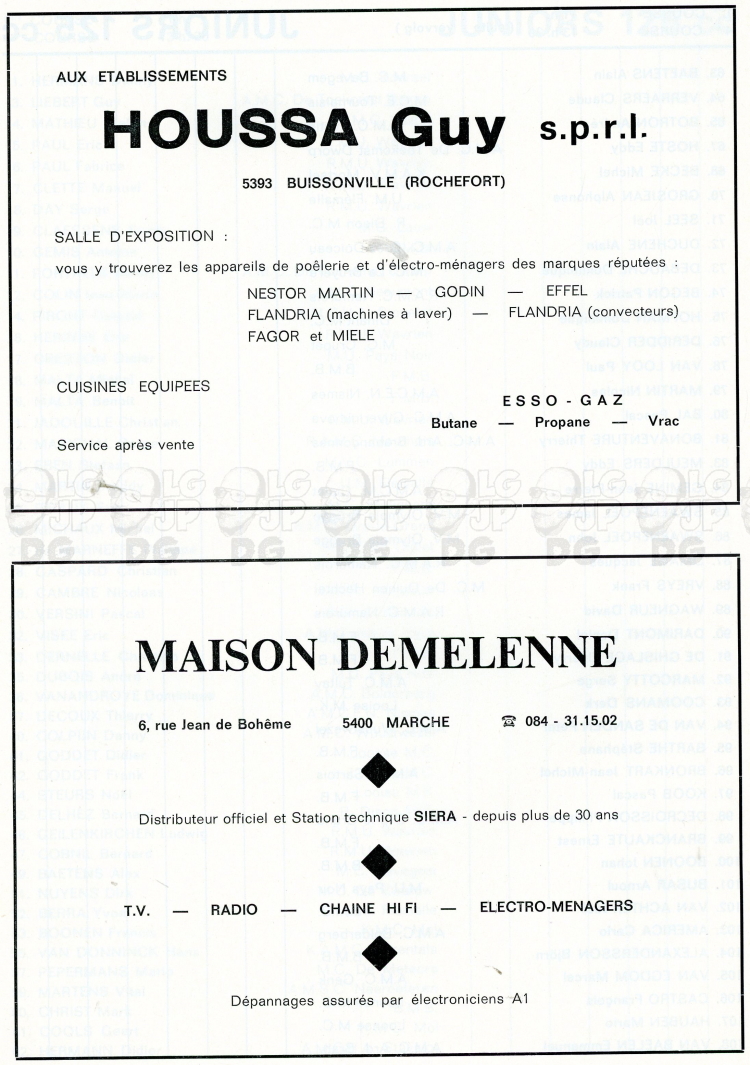 AUX ETABLISSEMENTS
HOUSSA Guy s.p.r.l.
5393 BUISSONVILLE (ROCHEFORT)
SALLE D'EXPOSITION :
vous y trouverez les appareils de poêlerie et d'électro-ménagers des marques réputées :
NESTOR MARTIN — GODIN — EFFEL
FLANDRIA (machines à laver) — FLANDRIA (convecteurs)
FAGOR et MIELE
CUISINES EQUIPEES
ESSO - GAZ
Butane — Propane — Vrac
Service après vente
LG JP DG
MAISON DEMELENNE
6, rue Jean de Bohême 5400 MARCHE ☎ 084 - 31.15.02
Distributeur officiel et Station technique SIERA - depuis plus de 30 ans
T.V. — RADIO — CHAINE HI FI — ELECTRO-MENAGERS
Dépannages assurés par électroniciens A1